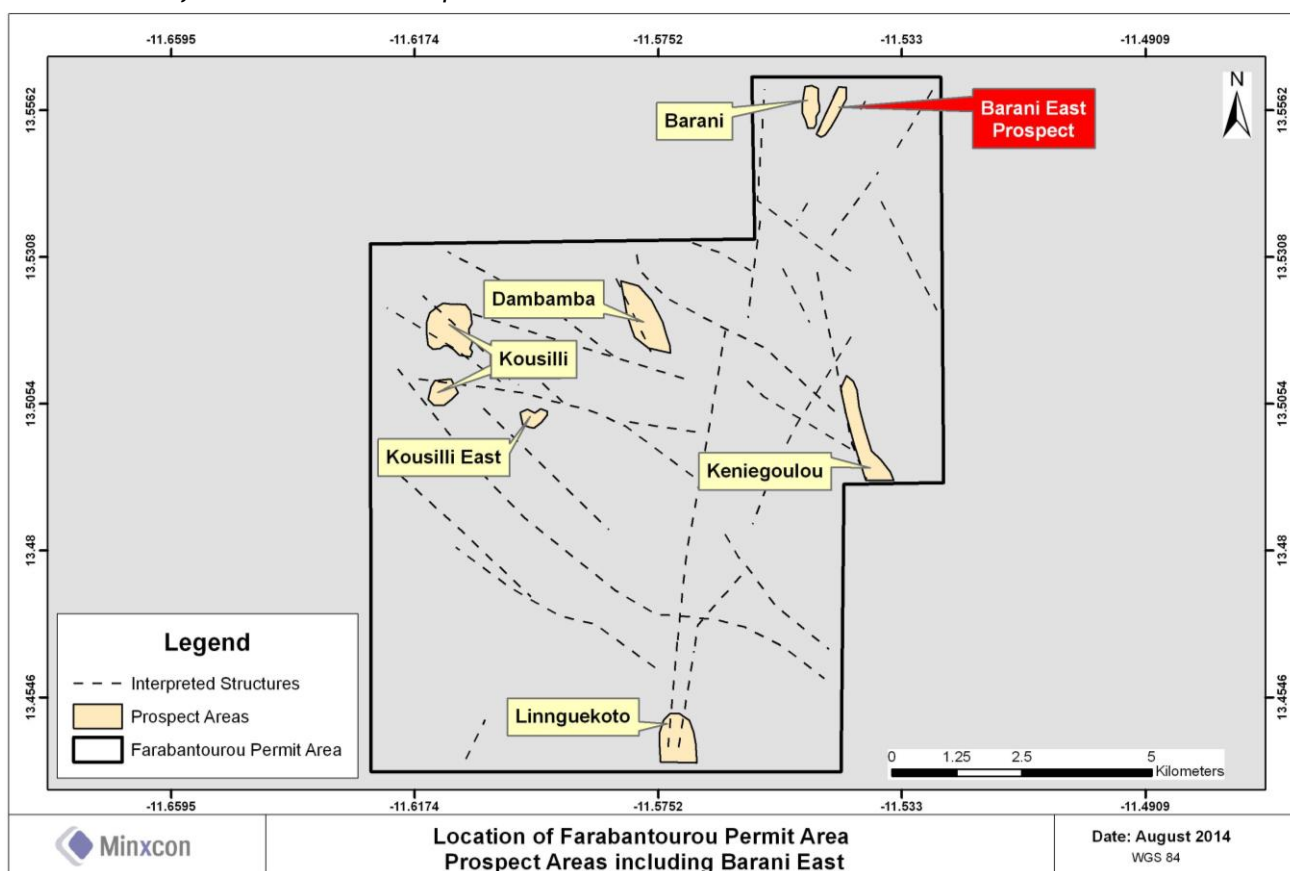 -11.6595
-11.6174
-11.5752
-11.533
-11.4909
13.5562
13.5562
N
Barani
Barani East
Prospect
13.5308
13.5308
Dambamba
Kousilli
13.5054
13.5054
Kousilli East
Keniegoulou
13.48
13.48
Legend
Interpreted Structures
Prospect Areas
Farabantourou Permit Area
13.4546
13.4546
Linnguekoto
0
1.25
2.5
5
Kilometers
-11.6595
-11.6174
-11.5752
-11.533
-11.4909
Minxcon
Location of Farabantourou Permit Area
Prospect Areas including Barani East
Date: August 2014
WGS 84